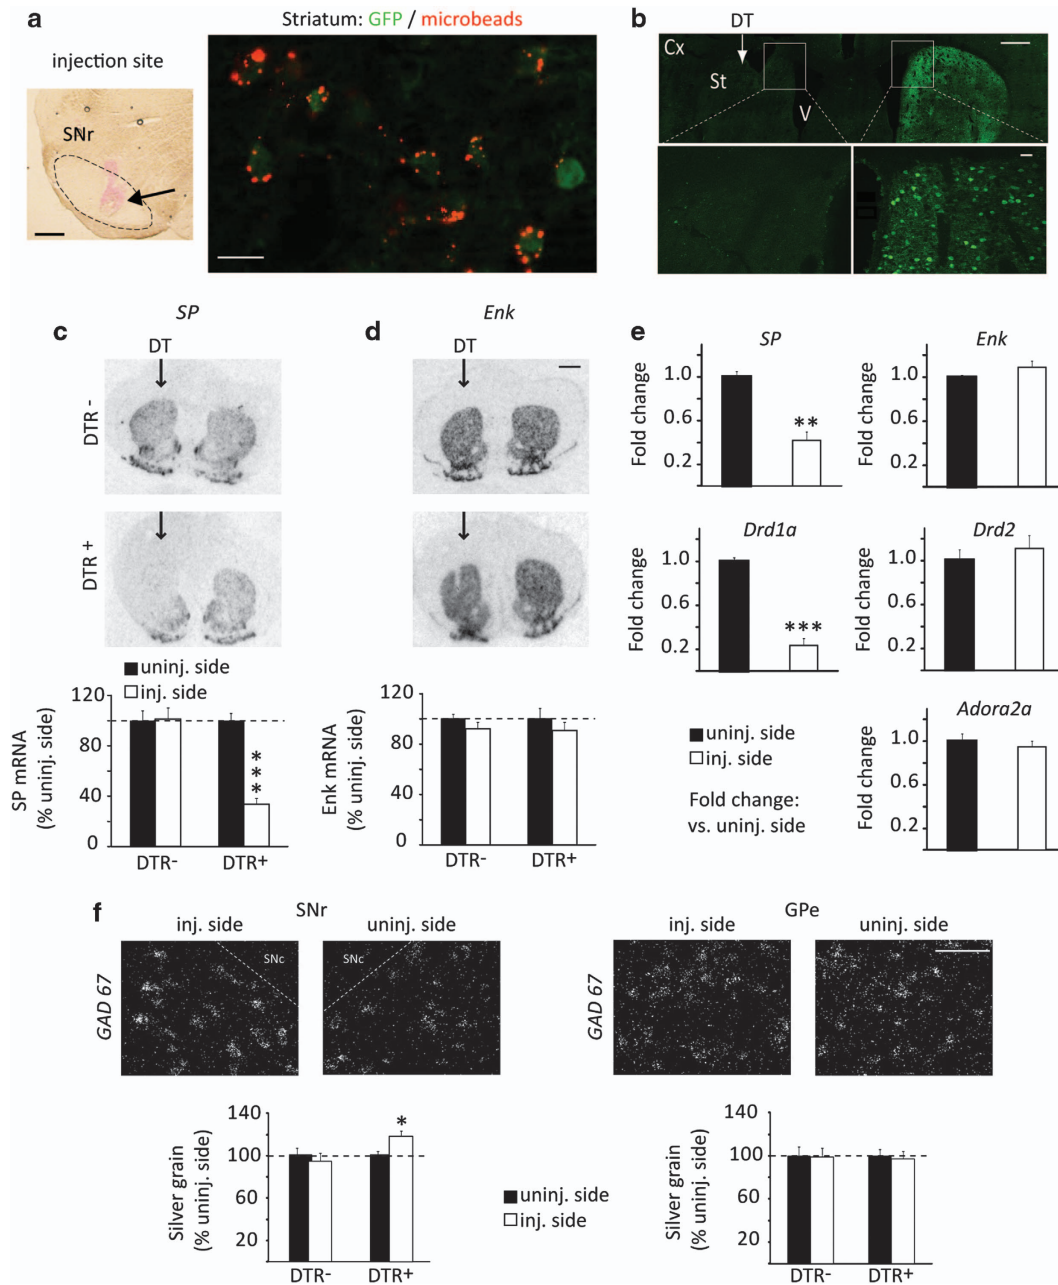 a
Striatum: GFP / microbeads
injection site
SNr
b
DT
Cx
St
V
c
SP
DT
DTR -
DTR +
uninj. side
inj. side
120
80
40
0
SP mRNA
(% uninj. side)
***
DTR-
DTR+
d
Enk
DT
120
80
40
0
Enk mRNA
(% uninj. side)
DTR-
DTR+
e
SP
Fold change
1.0
0.6
0.2
**
Enk
Fold change
1.0
0.6
0.2
Drd1a
Fold change
1.0
0.6
0.2
***
Drd2
Fold change
1.0
0.6
0.2
uninj. side
inj. side
Fold change:
vs. uninj. side
Adora2a
Fold change
1.0
0.6
0.2
f
SNr
inj. side
uninj. side
GAD 67
SNc
SNc
GPe
inj. side
uninj. side
GAD 67
Silver grain
(% uninj. side)
140
100
60
20
*
DTR-
DTR+
uninj. side
inj. side
Silver grain
(% uninj. side)
140
100
60
20
DTR-
DTR+